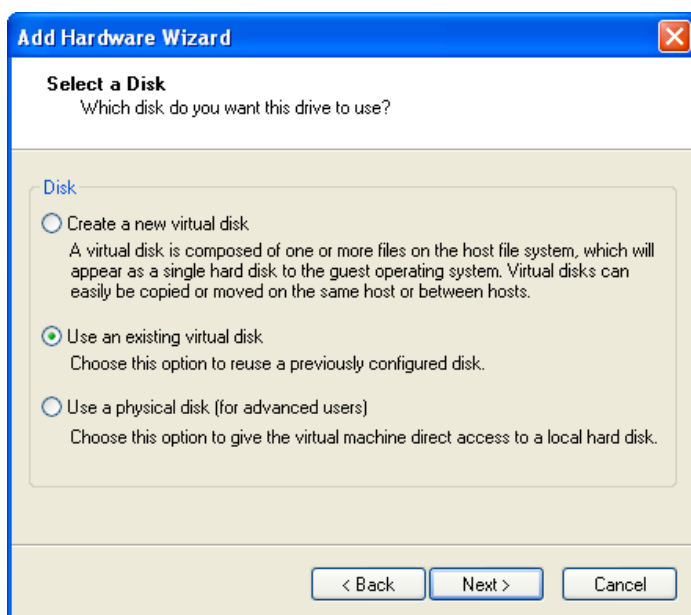 Add Hardware Wizard
Select a Disk
Which disk do you want this drive to use?
Disk
Create a new virtual disk
A virtual disk is composed of one or more files on the host file system, which will
appear as a single hard disk to the guest operating system. Virtual disks can
easily be copied or moved on the same host or between hosts.
Use an existing virtual disk
Choose this option to reuse a previously configured disk.
Use a physical disk (for advanced users)
Choose this option to give the virtual machine direct access to a local hard disk.
< Back Next > Cancel